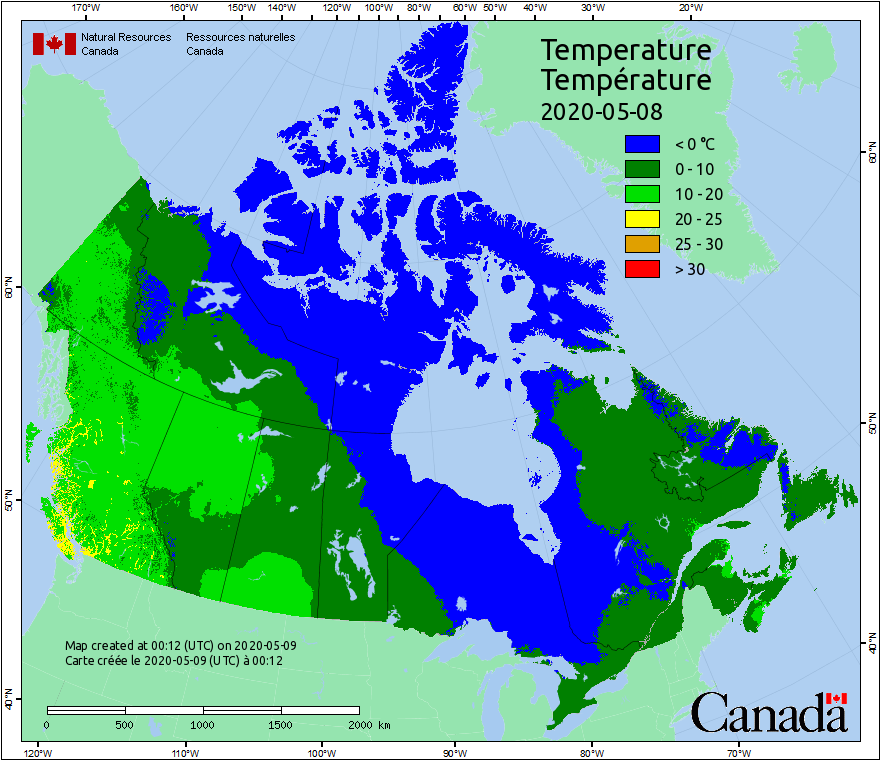 170°W 160°W 150°W 140°W 130°W 120°W 110°W 100°W 90°W 80°W 60°W 50°W 40°W 30°W 20°W
Natural Resources Ressources naturelles
Canada Canada
Temperature
Température
2020-05-08
< 0 °C
0 - 10
10 - 20
20 - 25
25 - 30
> 30
60°N
60°N
50°N
50°N
40°N
40°N
Map created at 00:12 (UTC) on 2020-05-09
Carte créée le 2020-05-09 (UTC) à 00:12
0 500 1000 1500 2000 km
Canada
120°W 110°W 100°W 90°W 80°W 70°W